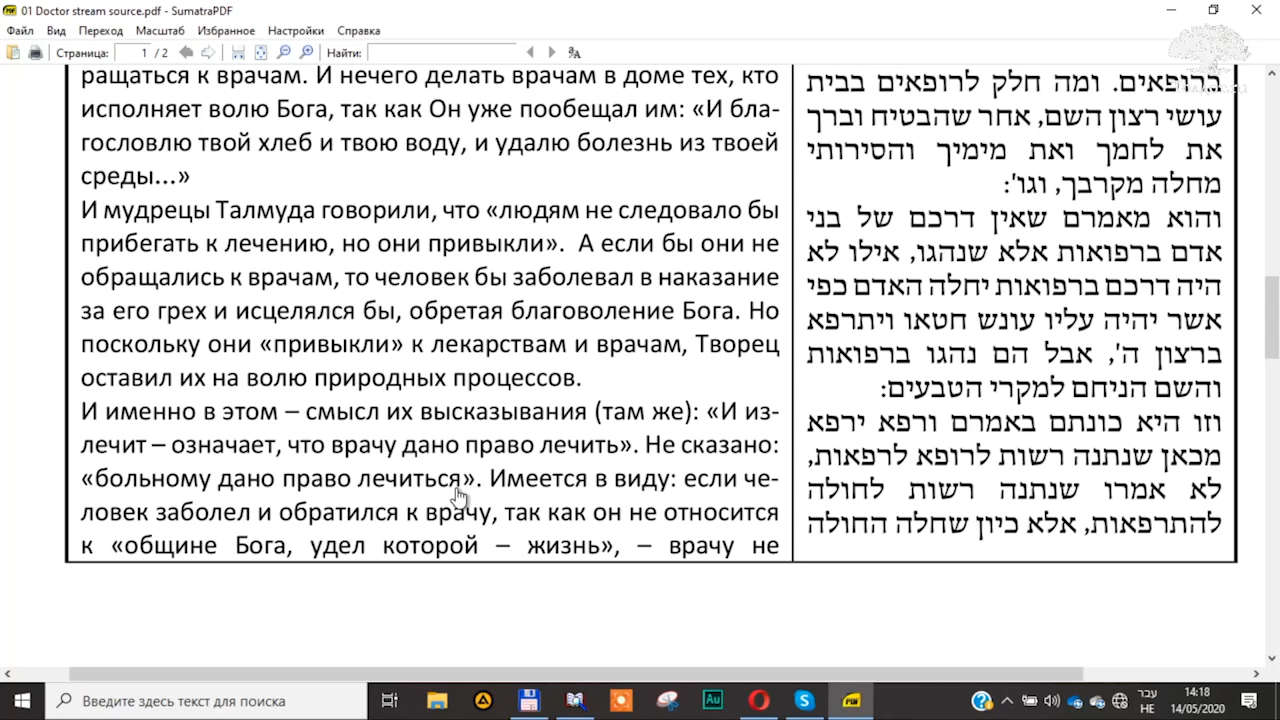 01 Doctor stream source.pdf - SumatraPDF
Файл Вид Переход Масштаб Избранное Настройки Справка
Страница: 1 / 2 Найти:
ращаться к врачам. И нечего делать врачам в доме тех, кто
исполняет волю Бога, так как Он уже пообещал им: «И бла-
гословлю твой хлеб и твою воду, и удалю болезнь из твоей
среды...»
И мудрецы Талмуда говорили, что «людям не следовало бы
прибегать к лечению, но они привыкли». А если бы они не
обращались к врачам, то человек бы заболевал в наказание
за его грех и исцелялся бы, обретая благоволение Бога. Но
поскольку они «привыкли» к лекарствам и врачам, Творец
оставил их на волю природных процессов.
И именно в этом – смысл их высказывания (там же): «И из-
лечит – означает, что врачу дано право лечить». Не сказано:
«больному дано право лечиться». Имеется в виду: если че-
ловек заболел и обратился к врачу, так как он не относится
к «общине Бога, удел которой – жизнь», – врачу не
ברופאים. ומה חלק לרופאים בבית
עושי רצון השם, אחר שהבטיח וברך
את לחמך ואת מימיך והסירותי
מחלה מקרבך, וגו':
והוא מאמרם שאין דרכם של בני
אדם ברפואות אלא שנהגו, אילו לא
היה דרכם ברפואות יחלה האדם כפי
אשר יהיה עליו עונש חטאו ויתרפא
ברצון ה', אבל הם נהגו ברפואות
והשם הניחם למקרי הטבעים:
וזו היא כונתם באמרם ורפא ירפא
מכאן שנתנה רשות לרופא לרפאות,
לא אמרו שנתנה רשות לחולה
להתרפאות, אלא כיון שחלה החולה
Введите здесь текст для поиска
עבר
HE
14:18
14/05/2020